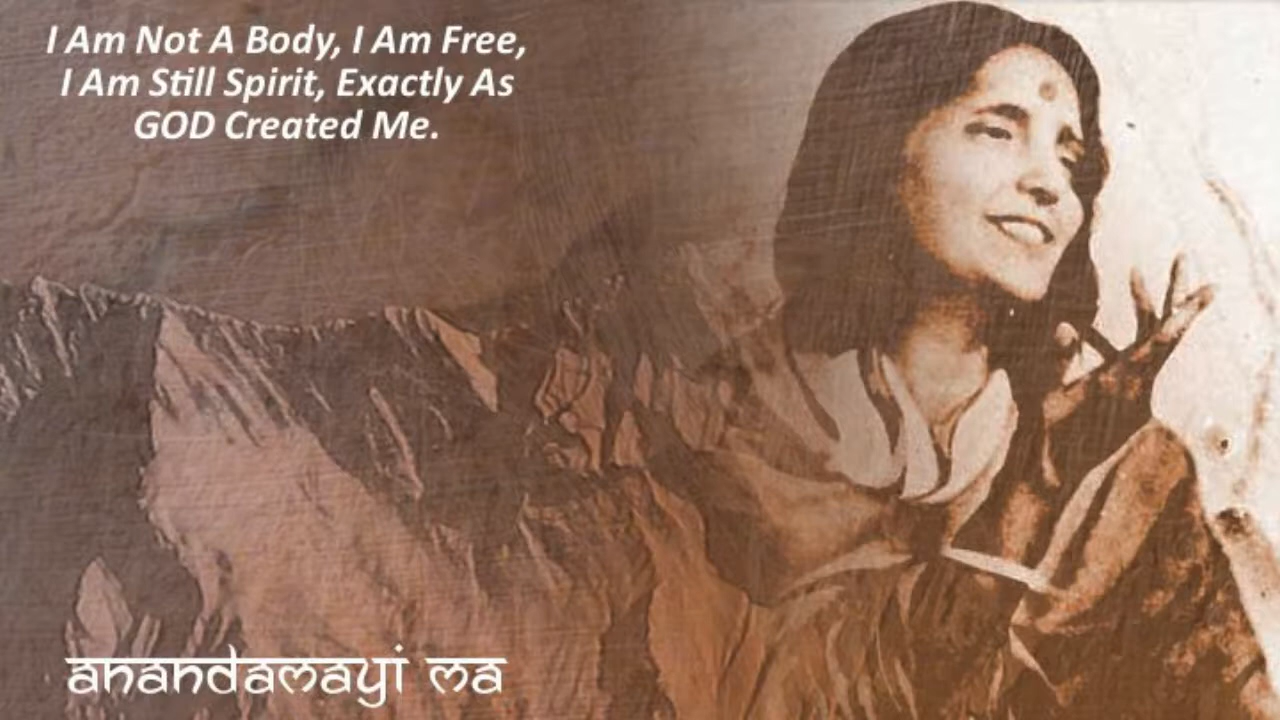 I Am Not A Body, I Am Free,
I Am Still Spirit, Exactly As
GOD Created Me.
anandamayi ma